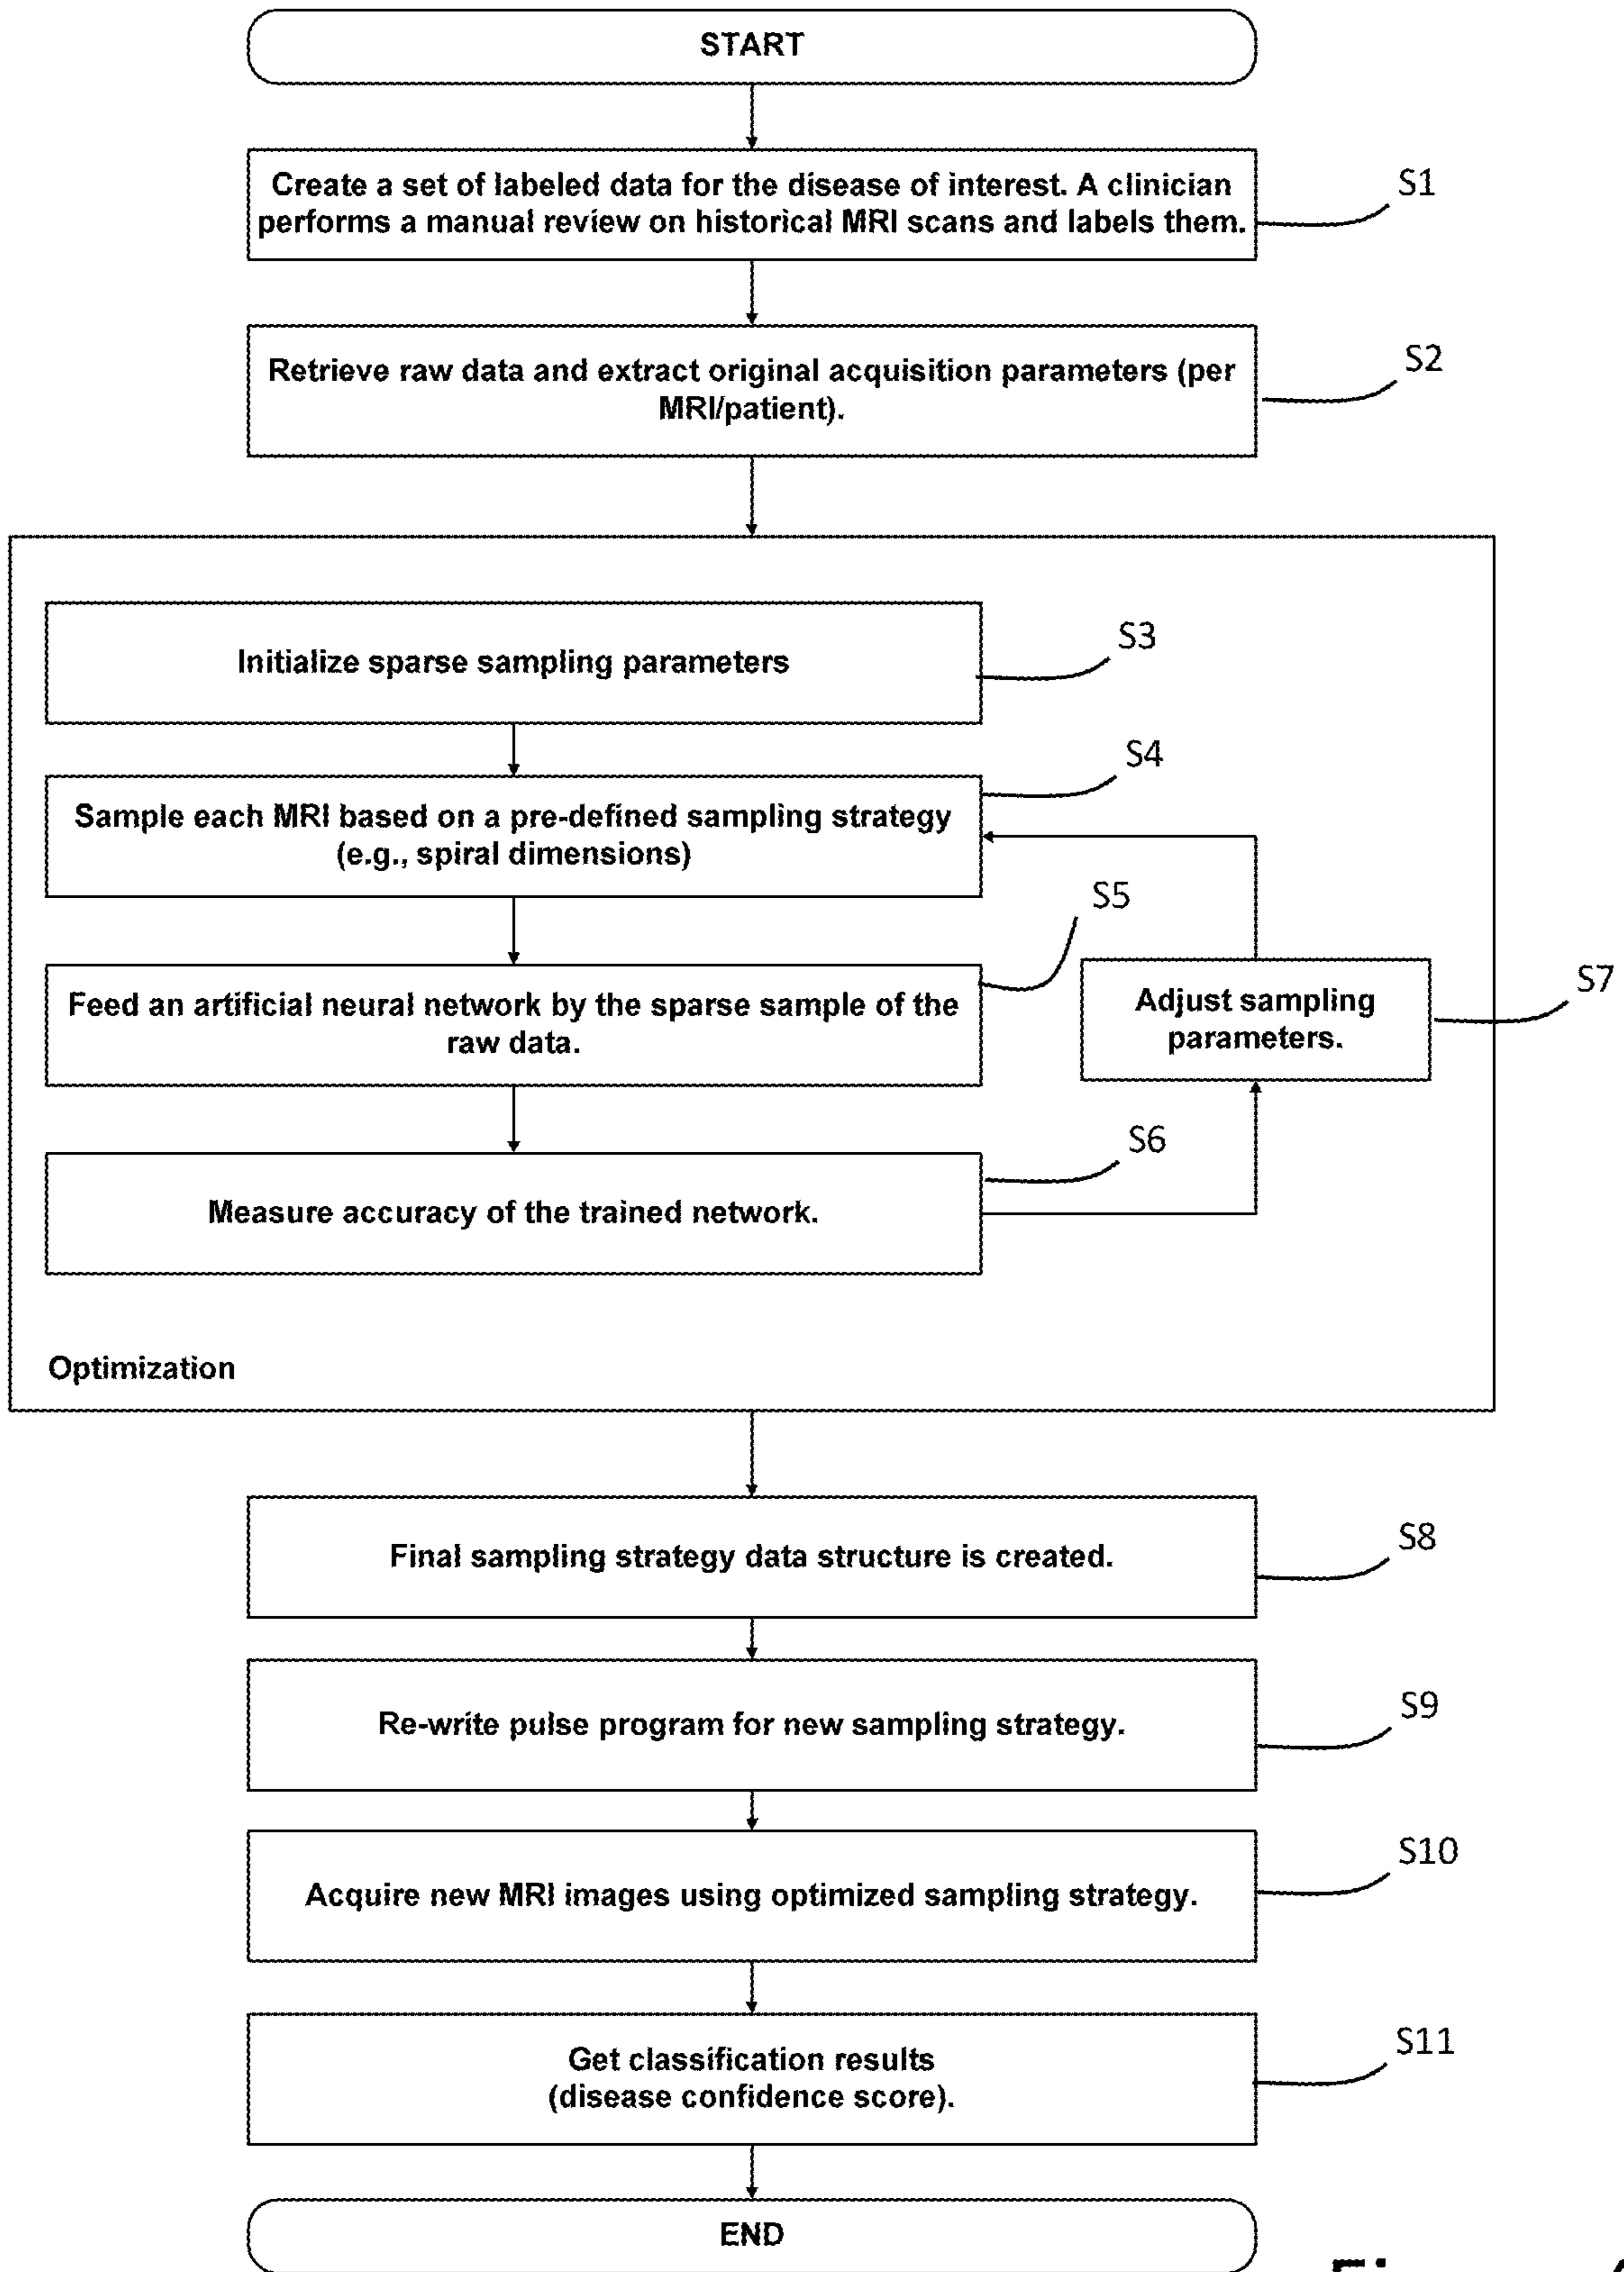 START
Create a set of labeled data for the disease of interest. A clinician
performs a manual review on historical MRI scans and labels them.
S1
Retrieve raw data and extract original acquisition parameters (per
MRI/patient).
S2
Initialize sparse sampling parameters
S3
Sample each MRI based on a pre-defined sampling strategy
(e.g., spiral dimensions)
S4
Feed an artificial neural network by the sparse sample of the
raw data.
S5
Adjust sampling
parameters.
S7
Measure accuracy of the trained network.
S6
Optimization
Final sampling strategy data structure is created.
S8
Re-write pulse program for new sampling strategy.
S9
Acquire new MRI images using optimized sampling strategy.
S10
Get classification results
(disease confidence score).
S11
END